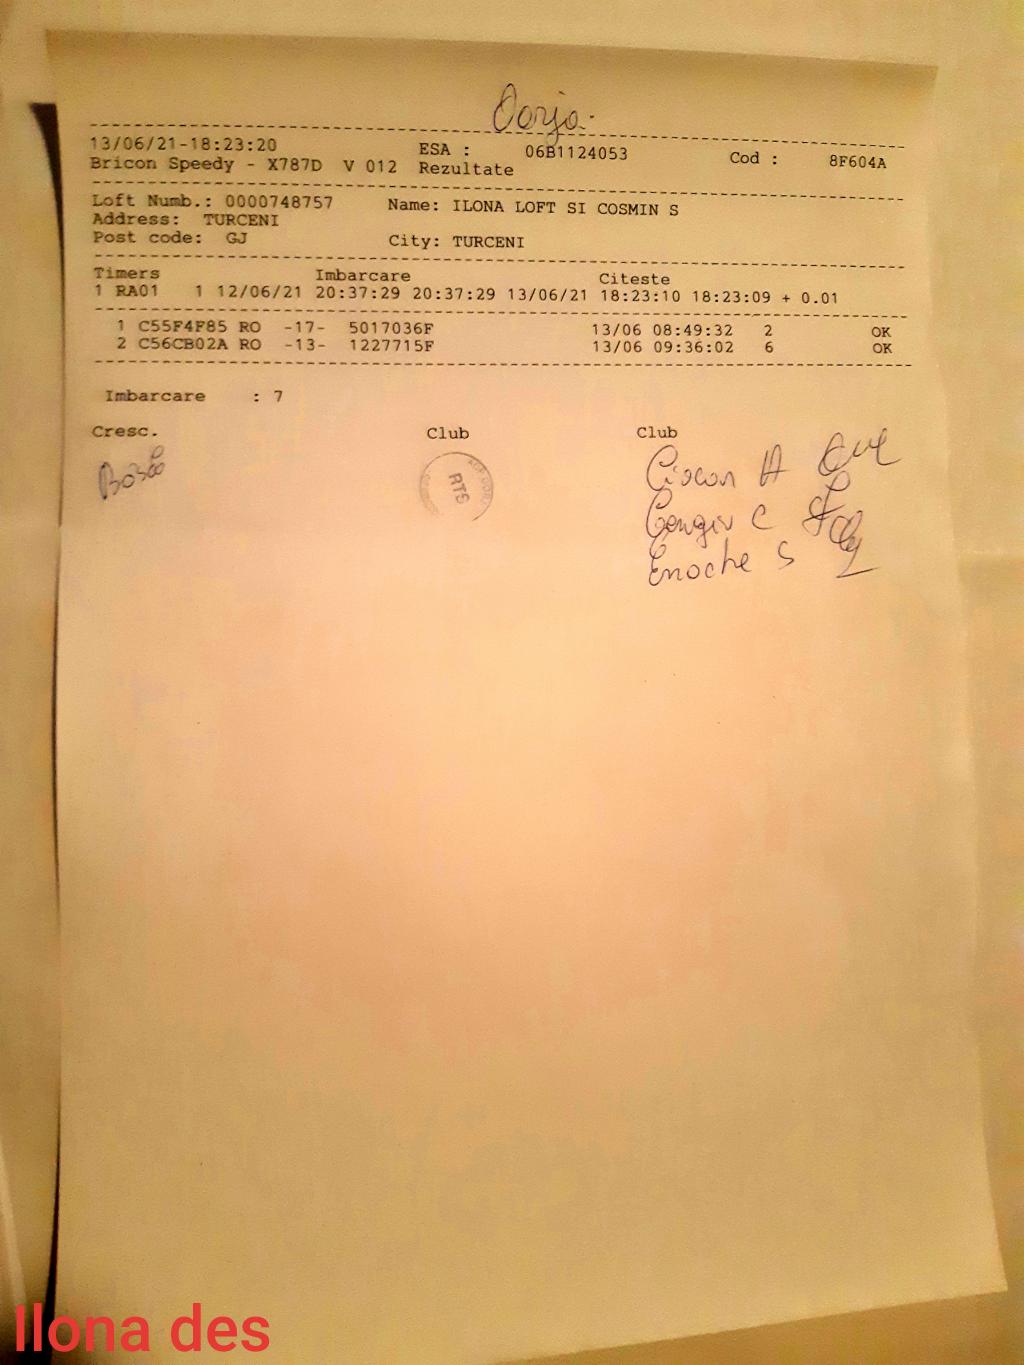 Oarja.
13/06/21-18:23:20 ESA : 06B1124053 Cod : 8F604A
Bricon Speedy - X787D V 012 Rezultate
Loft Numb.: 0000748757 Name: ILONA LOFT SI COSMIN S
Address: TURCENI
Post code: GJ City: TURCENI
Timers Imbarcare Citeste
1 RA01 1 12/06/21 20:37:29 20:37:29 13/06/21 18:23:10 18:23:09 + 0.01
1 C55F4F85 RO -17- 5017036F 13/06 08:49:32 2 OK
2 C56CB02A RO -13- 1227715F 13/06 09:36:02 6 OK
Imbarcare : 7
Cresc. Club Club
RTS
Ciocan A
C
Enache S
Ilona des